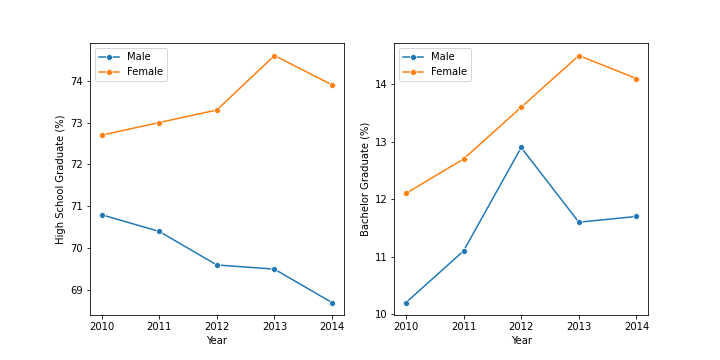 Male
Female
74
73
72
71
70
69
High School Graduate (%)
2010 2011 2012 2013 2014
Year
Male
Female
14
13
12
11
10
Bachelor Graduate (%)
2010 2011 2012 2013 2014
Year